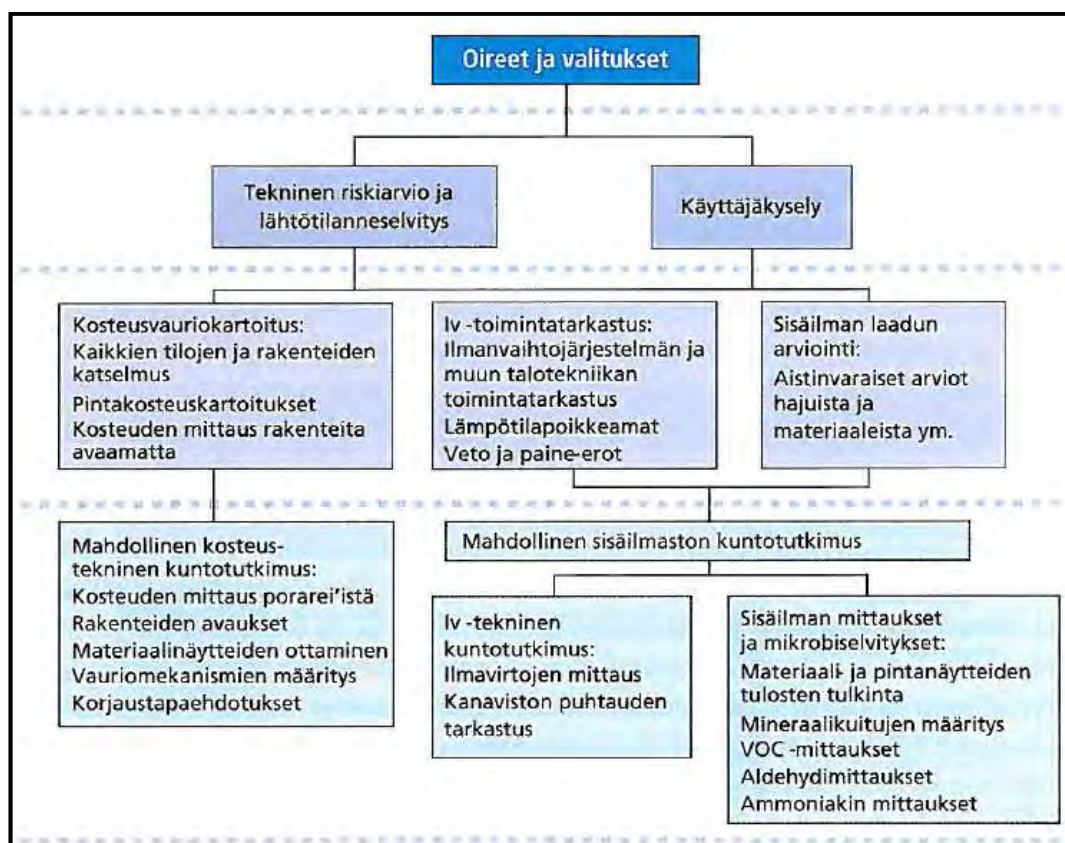 Oireet ja valitukset
Tekninen riskiarvio ja
lähtötilanneselvitys
Käyttäjäkysely
Kosteusvauriokartoitus:
Kaikkien tilojen ja rakenteiden
katselmus
Pintakosteuskartoitukset
Kosteuden mittaus rakenteita
avaamatta
Iv -toimintatarkastus:
Ilmanvaihtojärjestelmän ja
muun talotekniikan
toimintatarkastus
Lämpötilapoikkeamat
Veto ja paine-erot
Sisäilman laadun
arviointi:
Aistinvaraiset arviot
hajuista ja
materiaaleista ym.
Mahdollinen kosteus-
tekninen kuntotutkimus:
Kosteuden mittaus porarei'istä
Rakenteiden avaukset
Materiaalinäytteiden ottaminen
Vauriomekanismien määritys
Korjaustapaehdotukset
Mahdollinen sisäilmaston kuntotutkimus
Iv -tekninen
kuntotutkimus:
Ilmavirtojen mittaus
Kanaviston puhtauden
tarkastus
Sisäilman mittaukset
ja mikrobiselvitykset:
Materiaali- ja pintanäytteiden
tulosten tulkinta
Mineraalikuitujen määritys
VOC -mittaukset
Aldehydimittaukset
Ammoniakin mittaukset